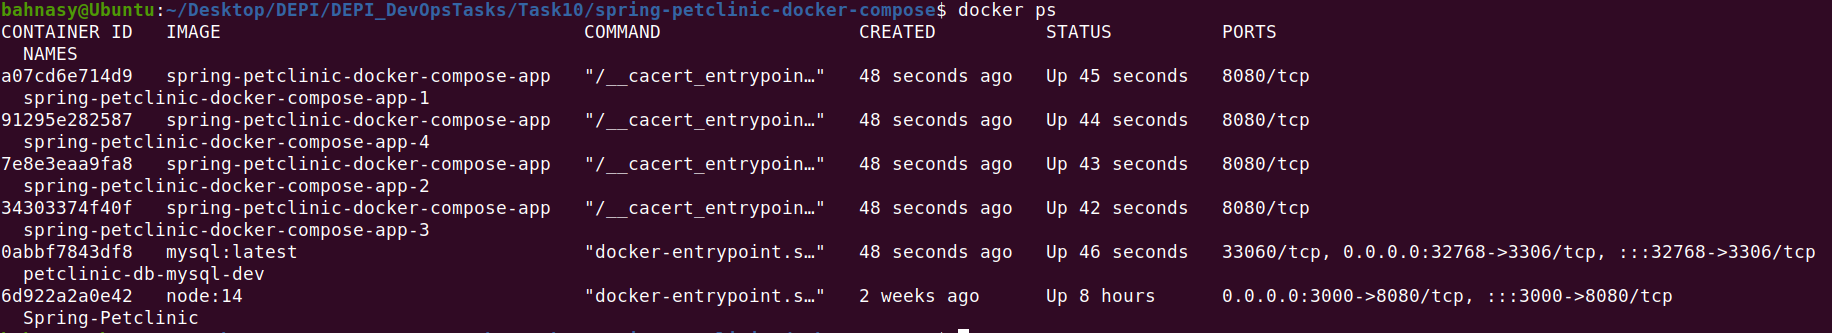 bahnasy@Ubuntu:~/Desktop/DEPI/DEPI_DevOpsTasks/Task10/spring-petclinic-docker-compose$ docker ps
CONTAINER ID   IMAGE                                 COMMAND                  CREATED          STATUS          PORTS
  NAMES
a07cd6e714d9   spring-petclinic-docker-compose-app   "/__cacert_entrypoin…"   48 seconds ago   Up 45 seconds   8080/tcp
  spring-petclinic-docker-compose-app-1
91295e282587   spring-petclinic-docker-compose-app   "/__cacert_entrypoin…"   48 seconds ago   Up 44 seconds   8080/tcp
  spring-petclinic-docker-compose-app-4
7e8e3eaa9fa8   spring-petclinic-docker-compose-app   "/__cacert_entrypoin…"   48 seconds ago   Up 43 seconds   8080/tcp
  spring-petclinic-docker-compose-app-2
34303374f40f   spring-petclinic-docker-compose-app   "/__cacert_entrypoin…"   48 seconds ago   Up 42 seconds   8080/tcp
  spring-petclinic-docker-compose-app-3
0abbf7843df8   mysql:latest                          "docker-entrypoint.s…"   48 seconds ago   Up 46 seconds   33060/tcp, 0.0.0.0:32768->3306/tcp, :::32768->3306/tcp
  petclinic-db-mysql-dev
6d922a2a0e42   node:14                               "docker-entrypoint.s…"   2 weeks ago      Up 8 hours      0.0.0.0:3000->8080/tcp, :::3000->8080/tcp
  Spring-Petclinic